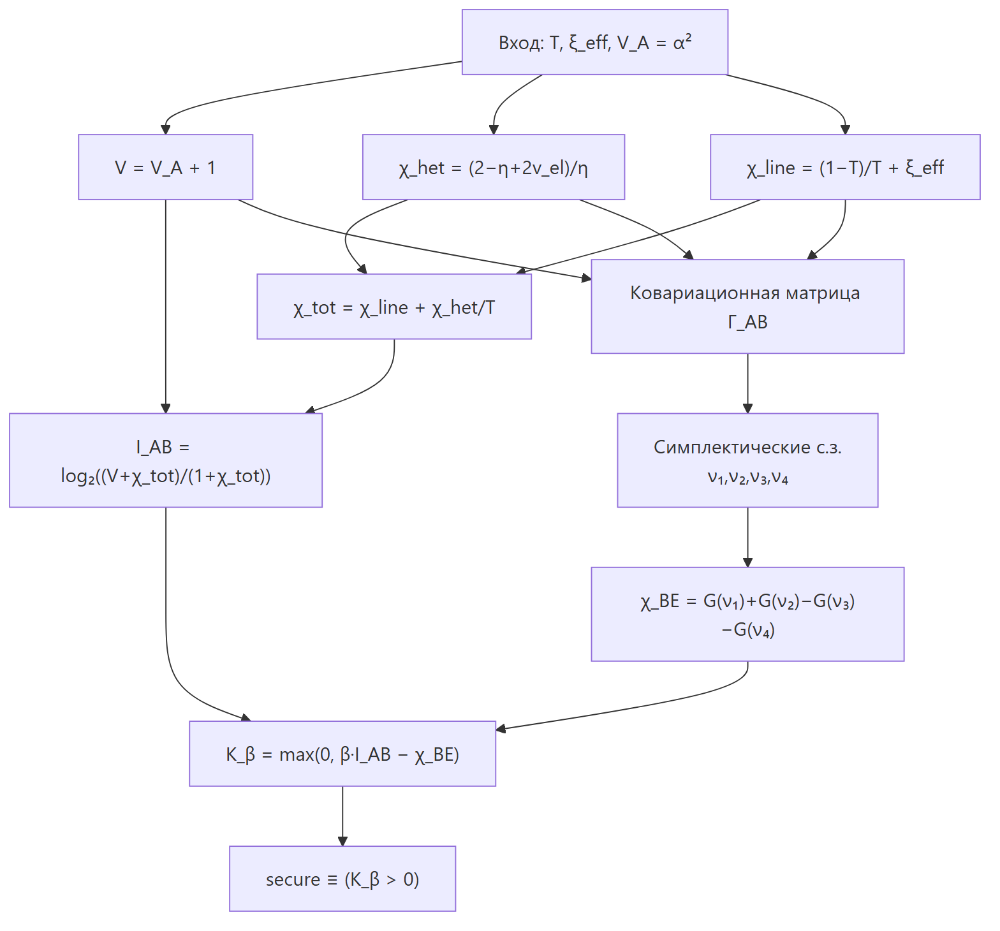 Вход: T, ξ_eff, V_A = α²
V = V_A + 1
χ_het = (2−η+2v_el)/η
χ_line = (1−T)/T + ξ_eff
χ_tot = χ_line + χ_het/T
Ковариационная матрица
Γ_AB
I_AB =
log₂((V+χ_tot)/(1+χ_tot))
Симплектические с.з.
ν₁,ν₂,ν₃,ν₄
χ_BE = G(ν₁)+G(ν₂)−G(ν₃)
−G(ν₄)
K_β = max(0, β·I_AB − χ_BE)
secure ≡ (K_β > 0)